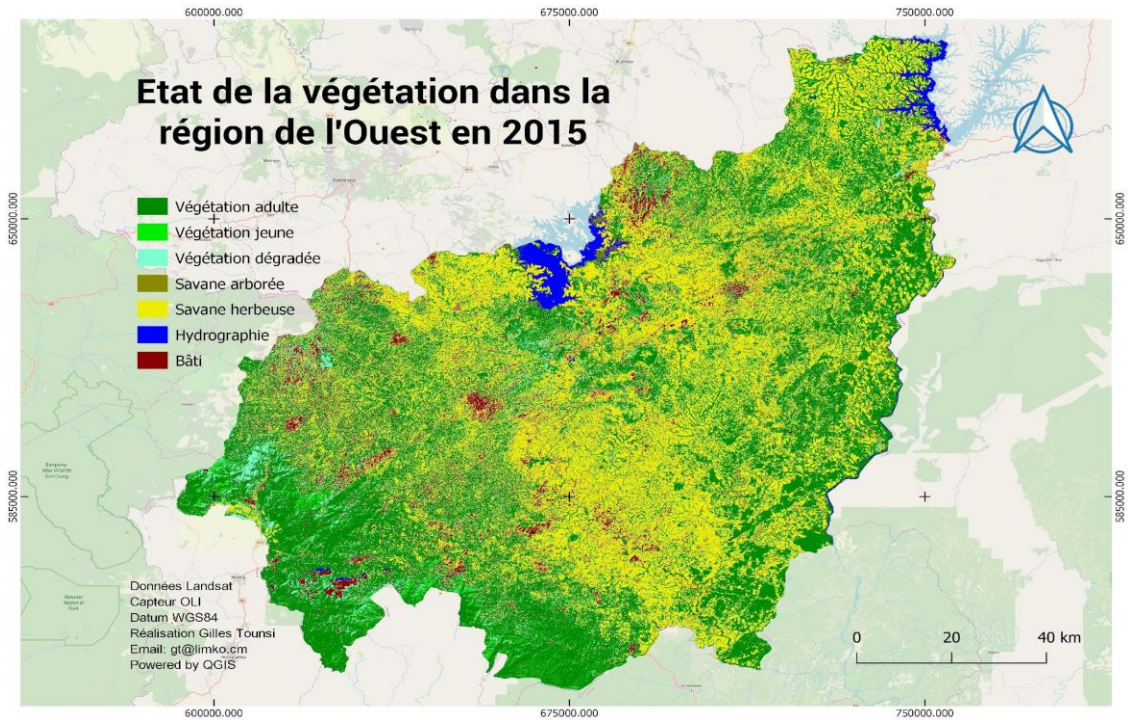 600000.000
675000.000
750000.000
Etat de la végétation dans la
région de l'Ouest en 2015
Végétation adulte
Végétation jeune
Végétation dégradée
Savane arborée
Savane herbeuse
Hydrographie
Bâti
650000.000
650000.000
585000.000
585000.000
Données Landsat
Capteur OLI
Datum WGS84
Réalisation Gilles Tounsi
Email: gt@limko.cm
Powered by QGIS
0 20 40 km
600000.000
675000.000
750000.000